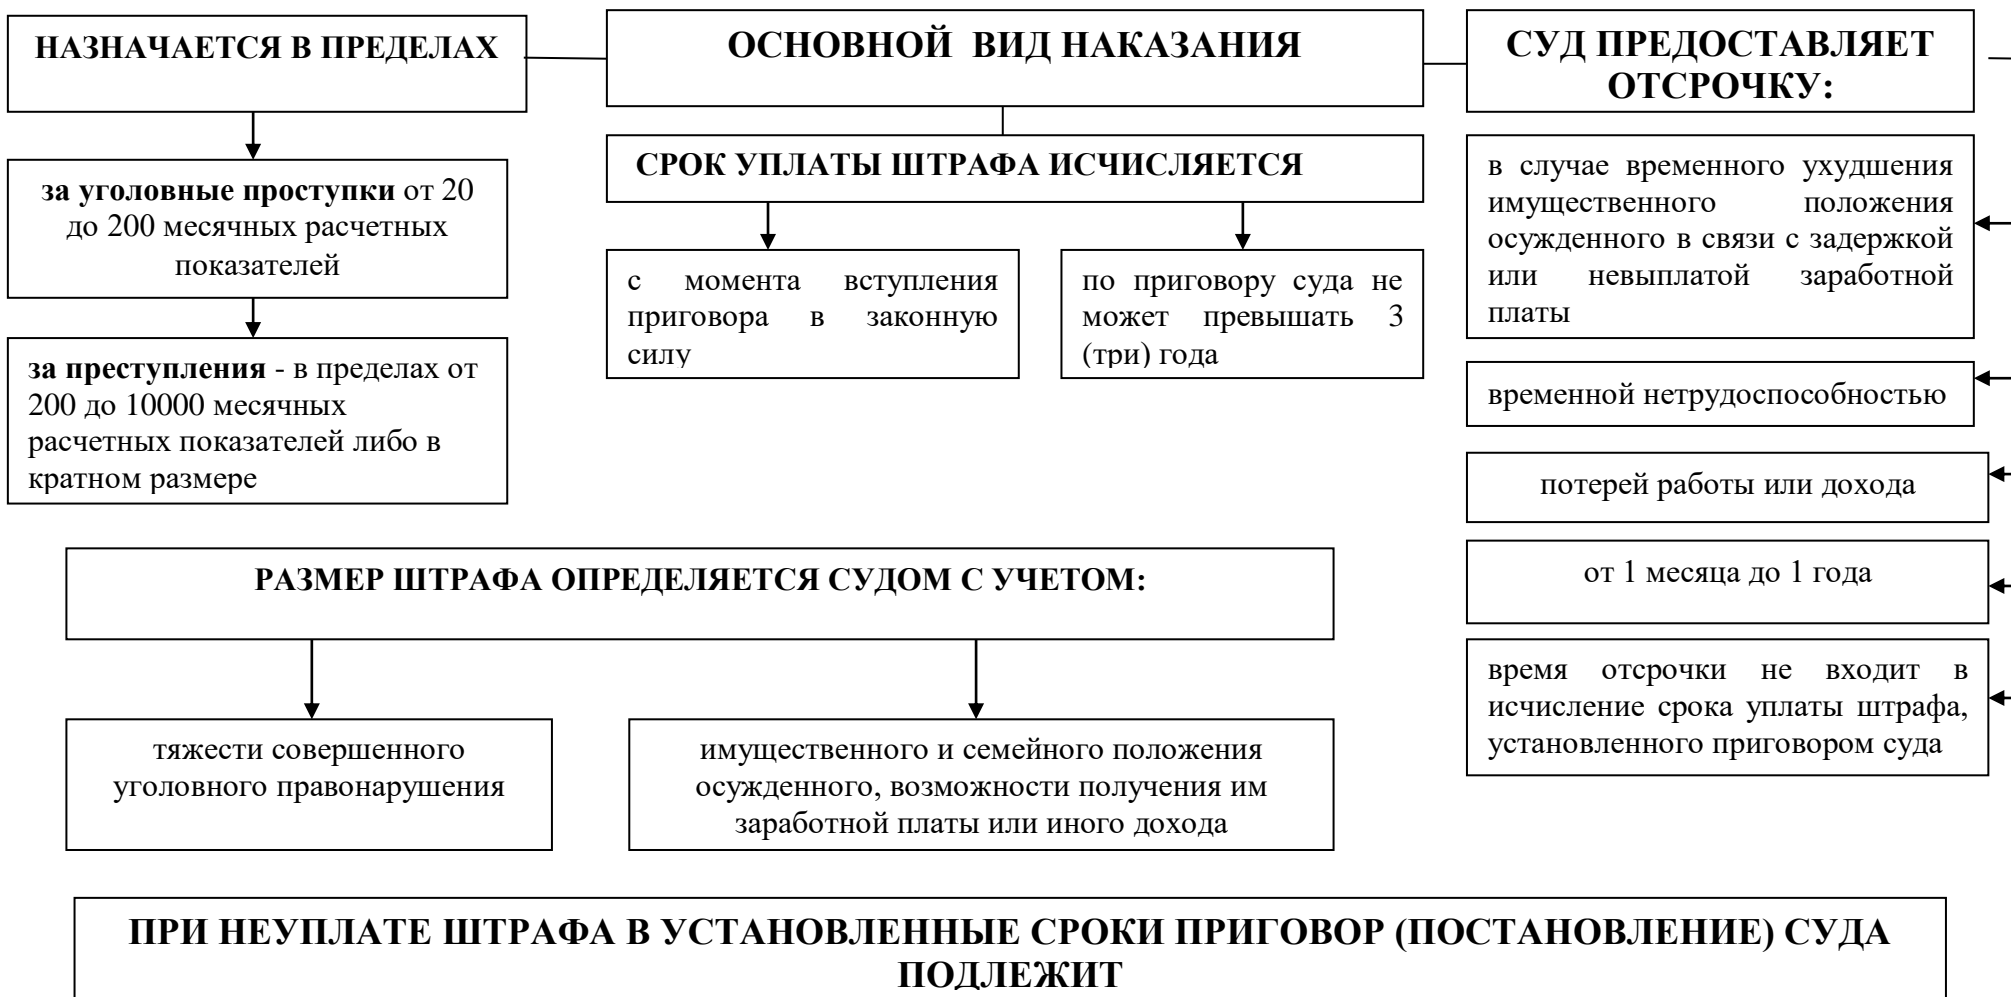 НАЗНАЧАЕТСЯ В ПРЕДЕЛАХ
ОСНОВНОЙ ВИД НАКАЗАНИЯ
СУД ПРЕДОСТАВЛЯЕТ
ОТСРОЧКУ:
за уголовные проступки от 20
до 200 месячных расчетных
показателей
за преступления - в пределах от
200 до 10000 месячных
расчетных показателей либо в
кратном размере
СРОК УПЛАТЫ ШТРАФА ИСЧИСЛЯЕТСЯ
с момента вступления
приговора в законную
силу
по приговору суда не
может превышать 3
(три) года
в случае временного ухудшения
имущественного положения
осужденного в связи с задержкой
или невыплатой заработной
платы
временной нетрудоспособностью
потерей работы или дохода
от 1 месяца до 1 года
время отсрочки не входит в
исчисление срока уплаты штрафа,
установленного приговором суда
РАЗМЕР ШТРАФА ОПРЕДЕЛЯЕТСЯ СУДОМ С УЧЕТОМ:
тяжести совершенного
уголовного правонарушения
имущественного и семейного положения
осужденного, возможности получения им
заработной платы или иного дохода
ПРИ НЕУПЛАТЕ ШТРАФА В УСТАНОВЛЕННЫЕ СРОКИ ПРИГОВОР (ПОСТАНОВЛЕНИЕ) СУДА
ПОДЛЕЖИТ